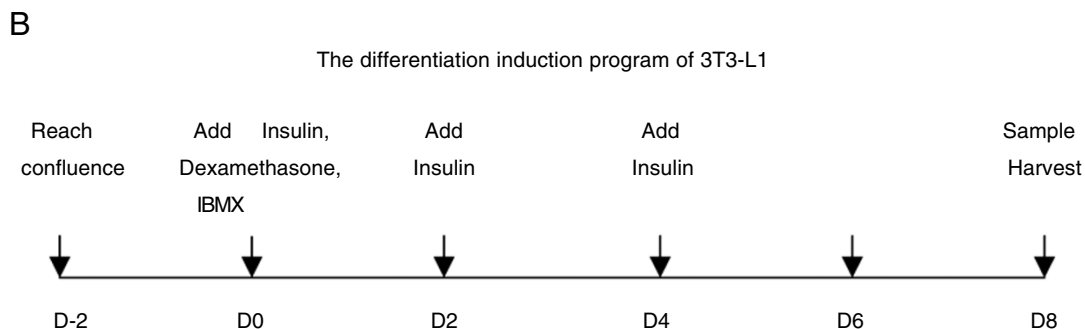 B
The differentiation induction program of 3T3-L1
Reach
confluence
Add Insulin,
Dexamethasone,
IBMX
Add
Insulin
Add
Insulin
Sample
Harvest
D-2
D0
D2
D4
D6
D8